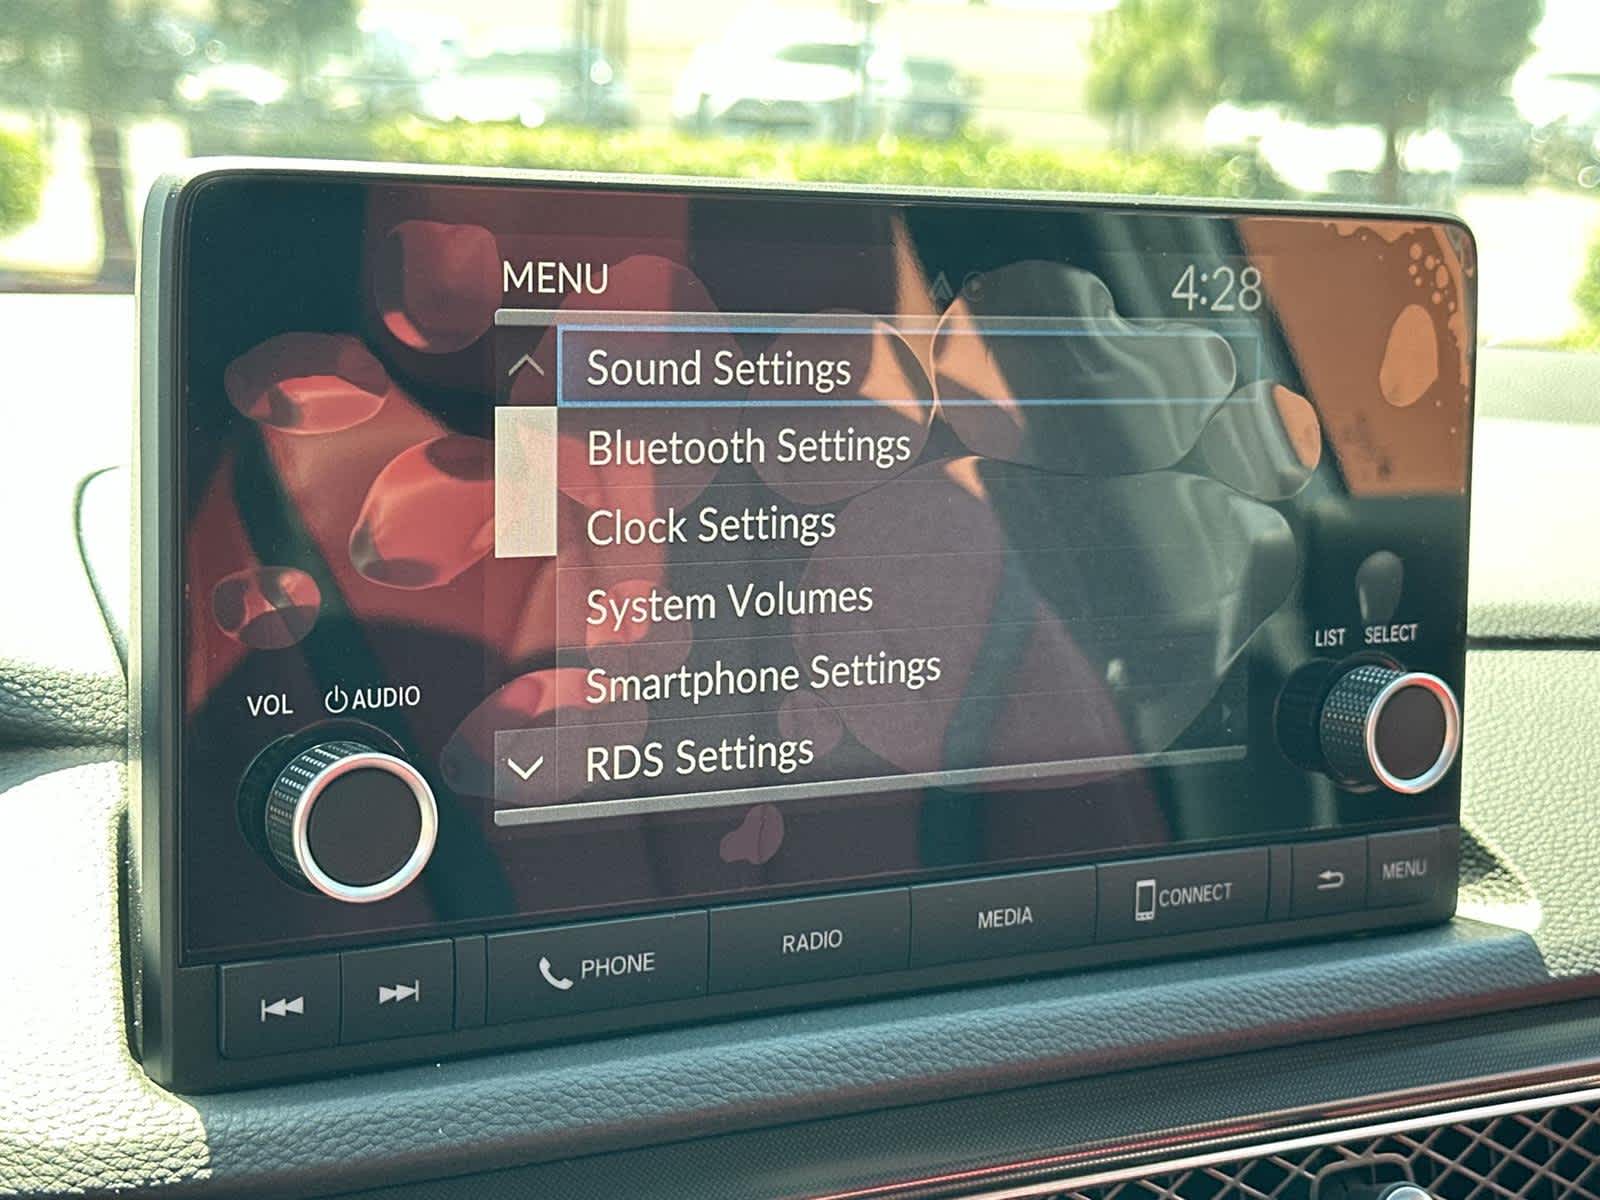 MENU 4:28
Sound Settings
Bluetooth Settings
Clock Settings
System Volumes
Smartphone Settings
RDS Settings
LIST SELECT
VOL AUDIO
PHONE RADIO MEDIA CONNECT MENU